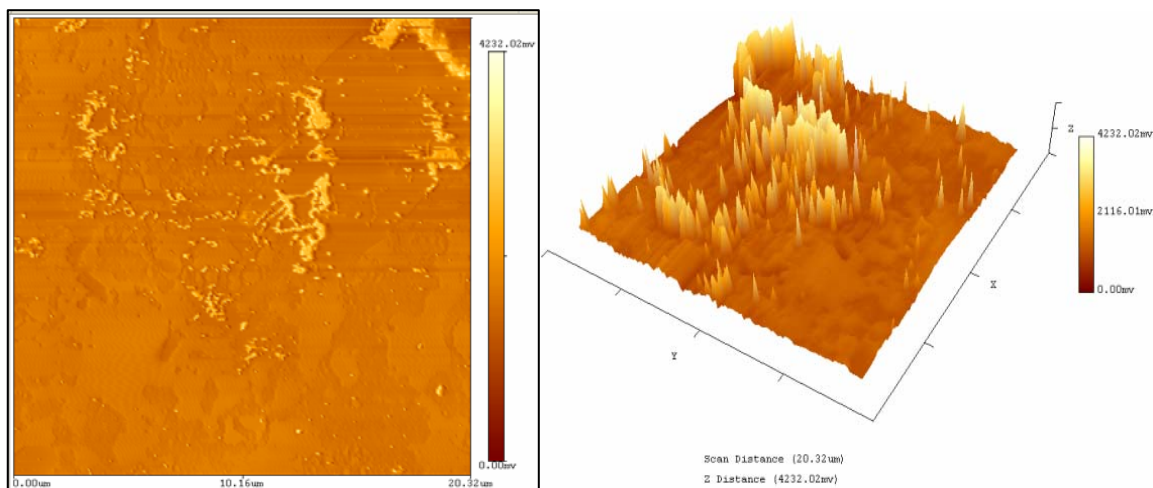 4232.02mv
0.00mv
0.00um
10.16um
20.32um
Z
4232.02mv
2116.01mv
0.00mv
X
Y
Scan Distance (20.32um)
Z Distance (4232.02mv)